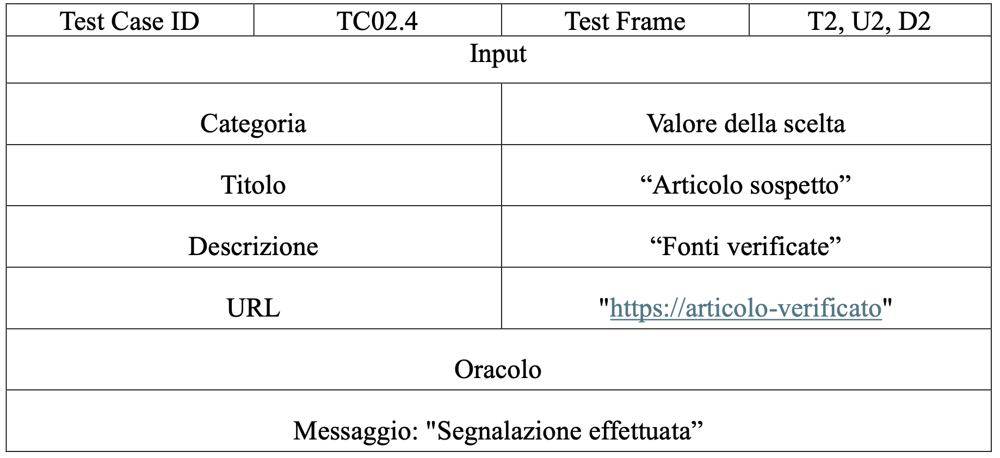 Test Case ID TC02.4 Test Frame T2, U2, D2
Input
Categoria Valore della scelta
Titolo “Articolo sospetto”
Descrizione “Fonti verificate”
URL "https://articolo-verificato"
Oracolo
Messaggio: "Segnalazione effettuata”